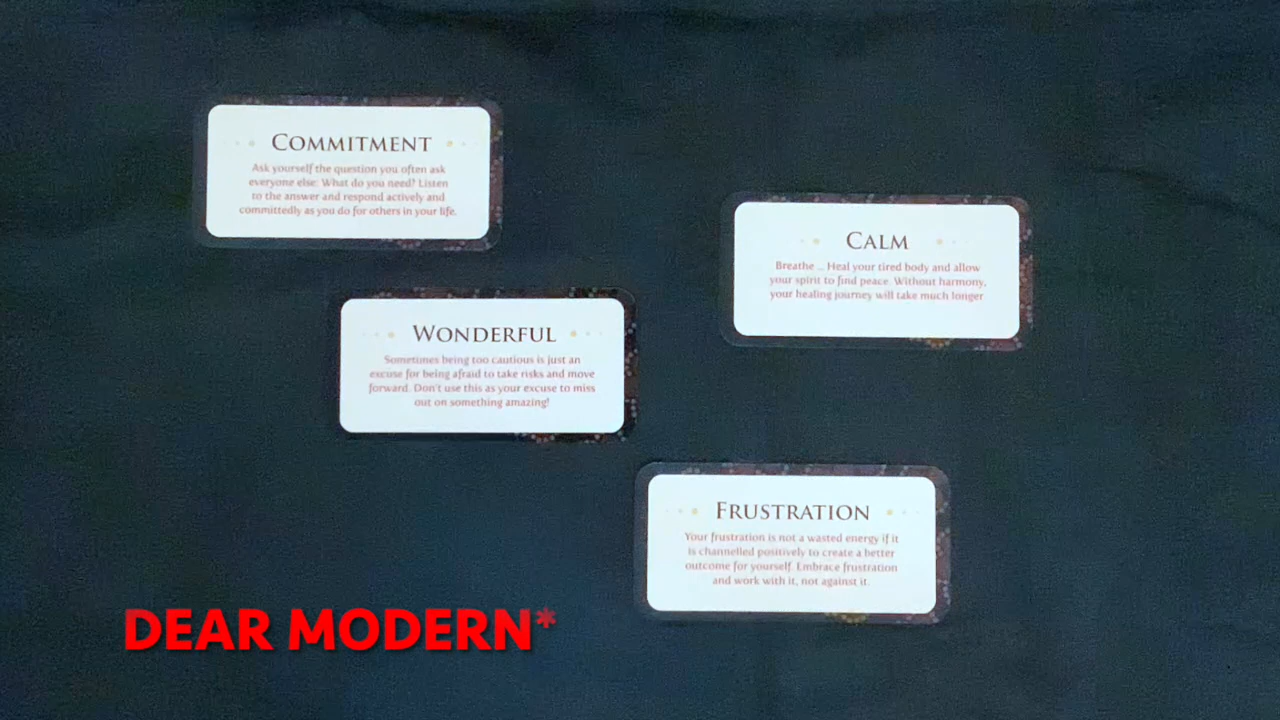 COMMITMENT
Ask yourself the question you often ask
everyone else: What do you need? Listen
to the answer and respond actively and
committedly as you do for others in your life.
CALM
Breathe ... Heal your tired body and allow
your spirit to find peace. Without harmony,
your healing journey will take much longer
WONDERFUL
Sometimes being too cautious is just an
excuse for being afraid to take risks and move
forward. Don't use this as your excuse to miss
out on something amazing!
FRUSTRATION
Your frustration is not a wasted energy if it
is channelled positively to create a better
outcome for yourself. Embrace frustration
and work with it, not against it.
DEAR MODERN*